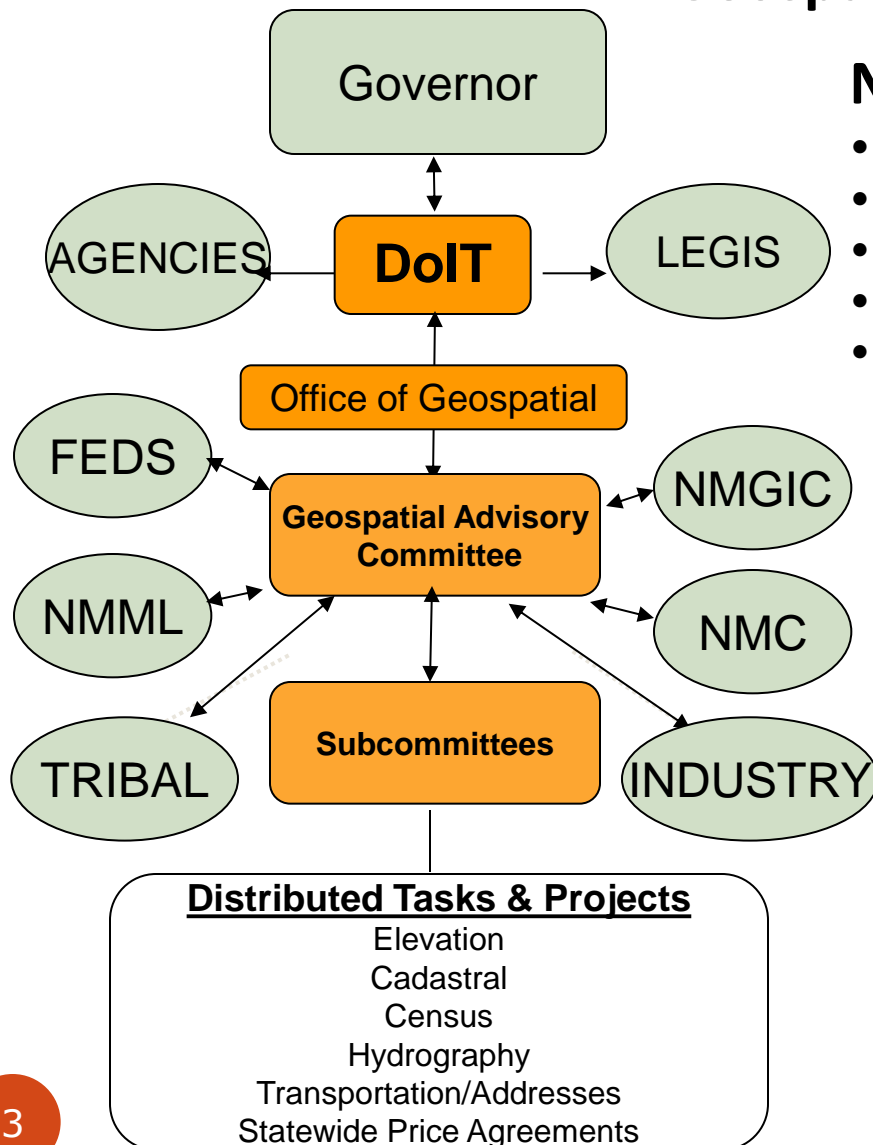 Governor
N
•
•
•
•
•
AGENCIES
DoIT
LEGIS
Office of Geospatial
FEDS
NMGIC
Geospatial Advisory
Committee
NMML
NMC
TRIBAL
Subcommittees
INDUSTRY
Distributed Tasks & Projects
Elevation
Cadastral
Census
Hydrography
Transportation/Addresses
Statewide Price Agreements
3